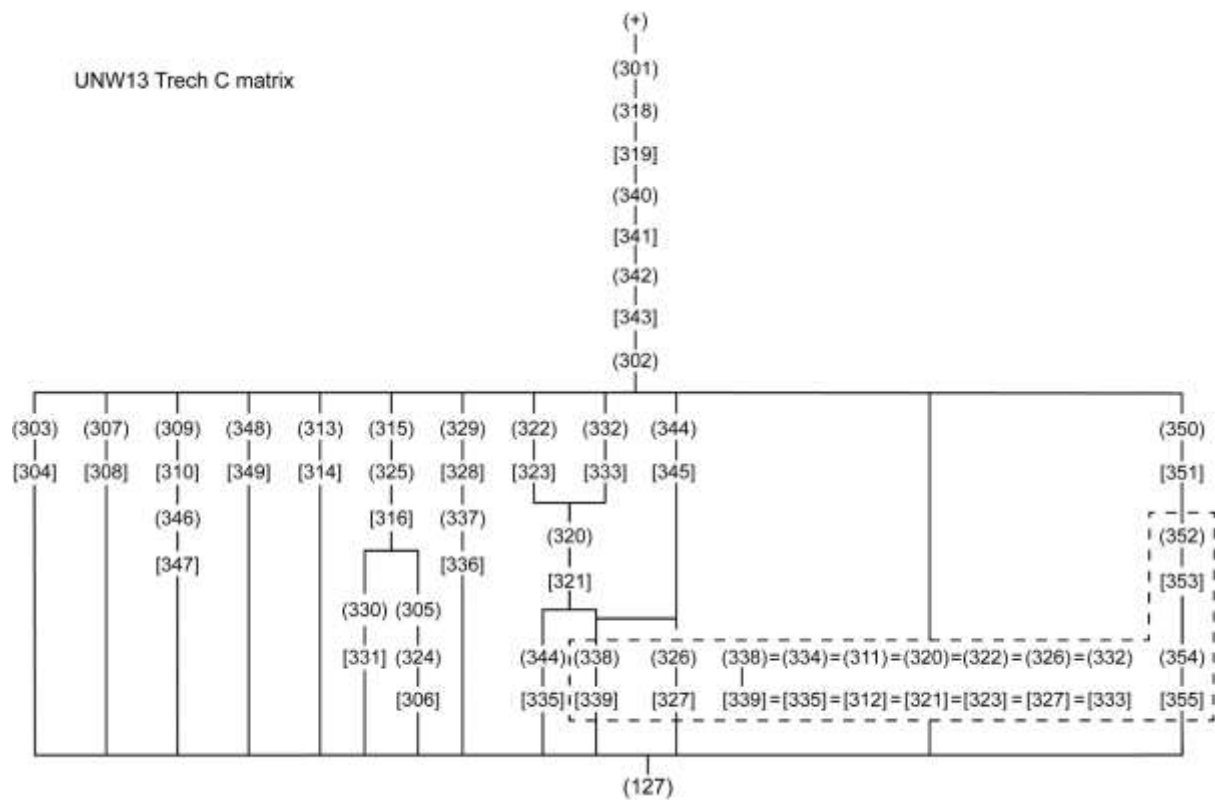 (+)
(301)
UNW13 Trech C matrix
(318)
[319]
(340)
[341]
(342)
[343]
(302)
(303) (307) (309) (348) (313) (315) (329) (322) (332) (344) (350)
[304] [308] [310] [349] [314] (325) [328] [323] [333] [345] [351]
(346) [316] (337) (320) (352)
[347] [336] [321] [353]
(330) (305)
[331] (324) (344) (338) (326) (338)=(334)=(311)=(320)=(322)=(326)=(332) (354)
[306] [335] [339] [327] [339]=[335]=[312]=[321]=[323]=[327]=[333] [355]
(127)